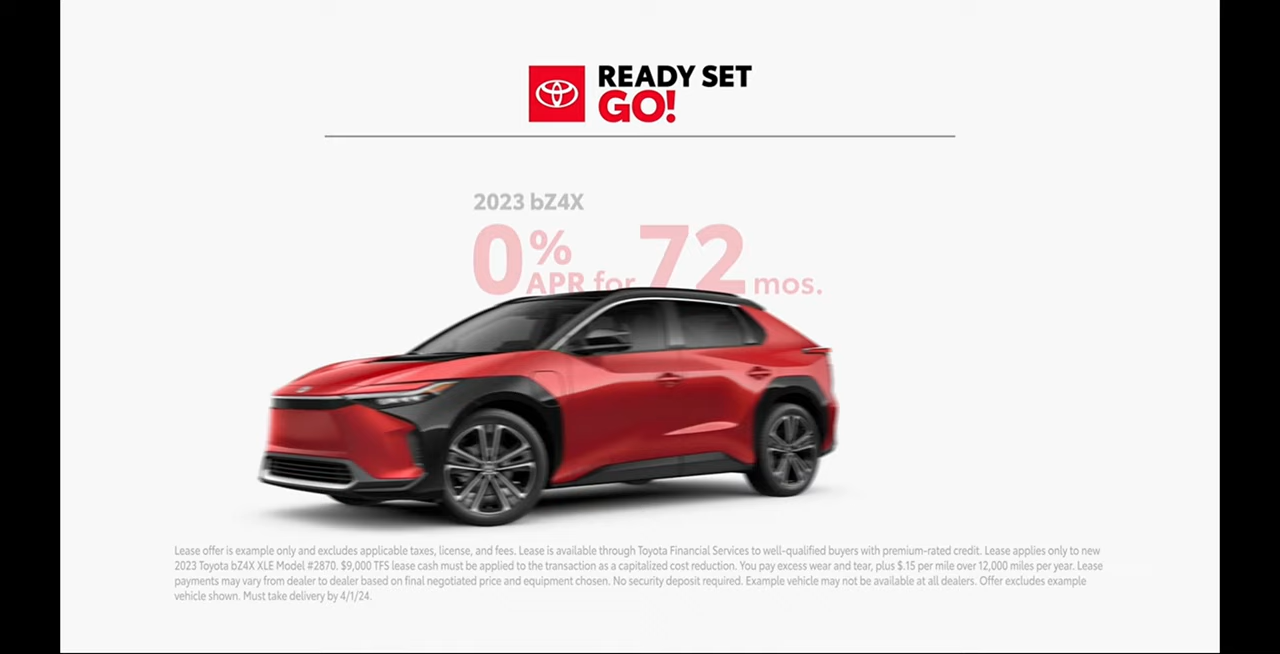 READY SET
GO!
2023 bZ4X
0% APR for 72 mos.
Lease offer is example only and excludes applicable taxes, license, and fees. Lease is available through Toyota Financial Services to well-qualified buyers with premium-rated credit. Lease applies only to new
2023 Toyota bZ4X XLE Model #2870. $9,000 TFS lease cash must be applied to the transaction as a capitalized cost reduction. You pay excess wear and tear, plus $.15 per mile over 12,000 miles per year. Lease
payments may vary from dealer to dealer based on final negotiated price and equipment chosen. No security deposit required. Example vehicle may not be available at all dealers. Offer excludes example
vehicle shown. Must take delivery by 4/1/24.